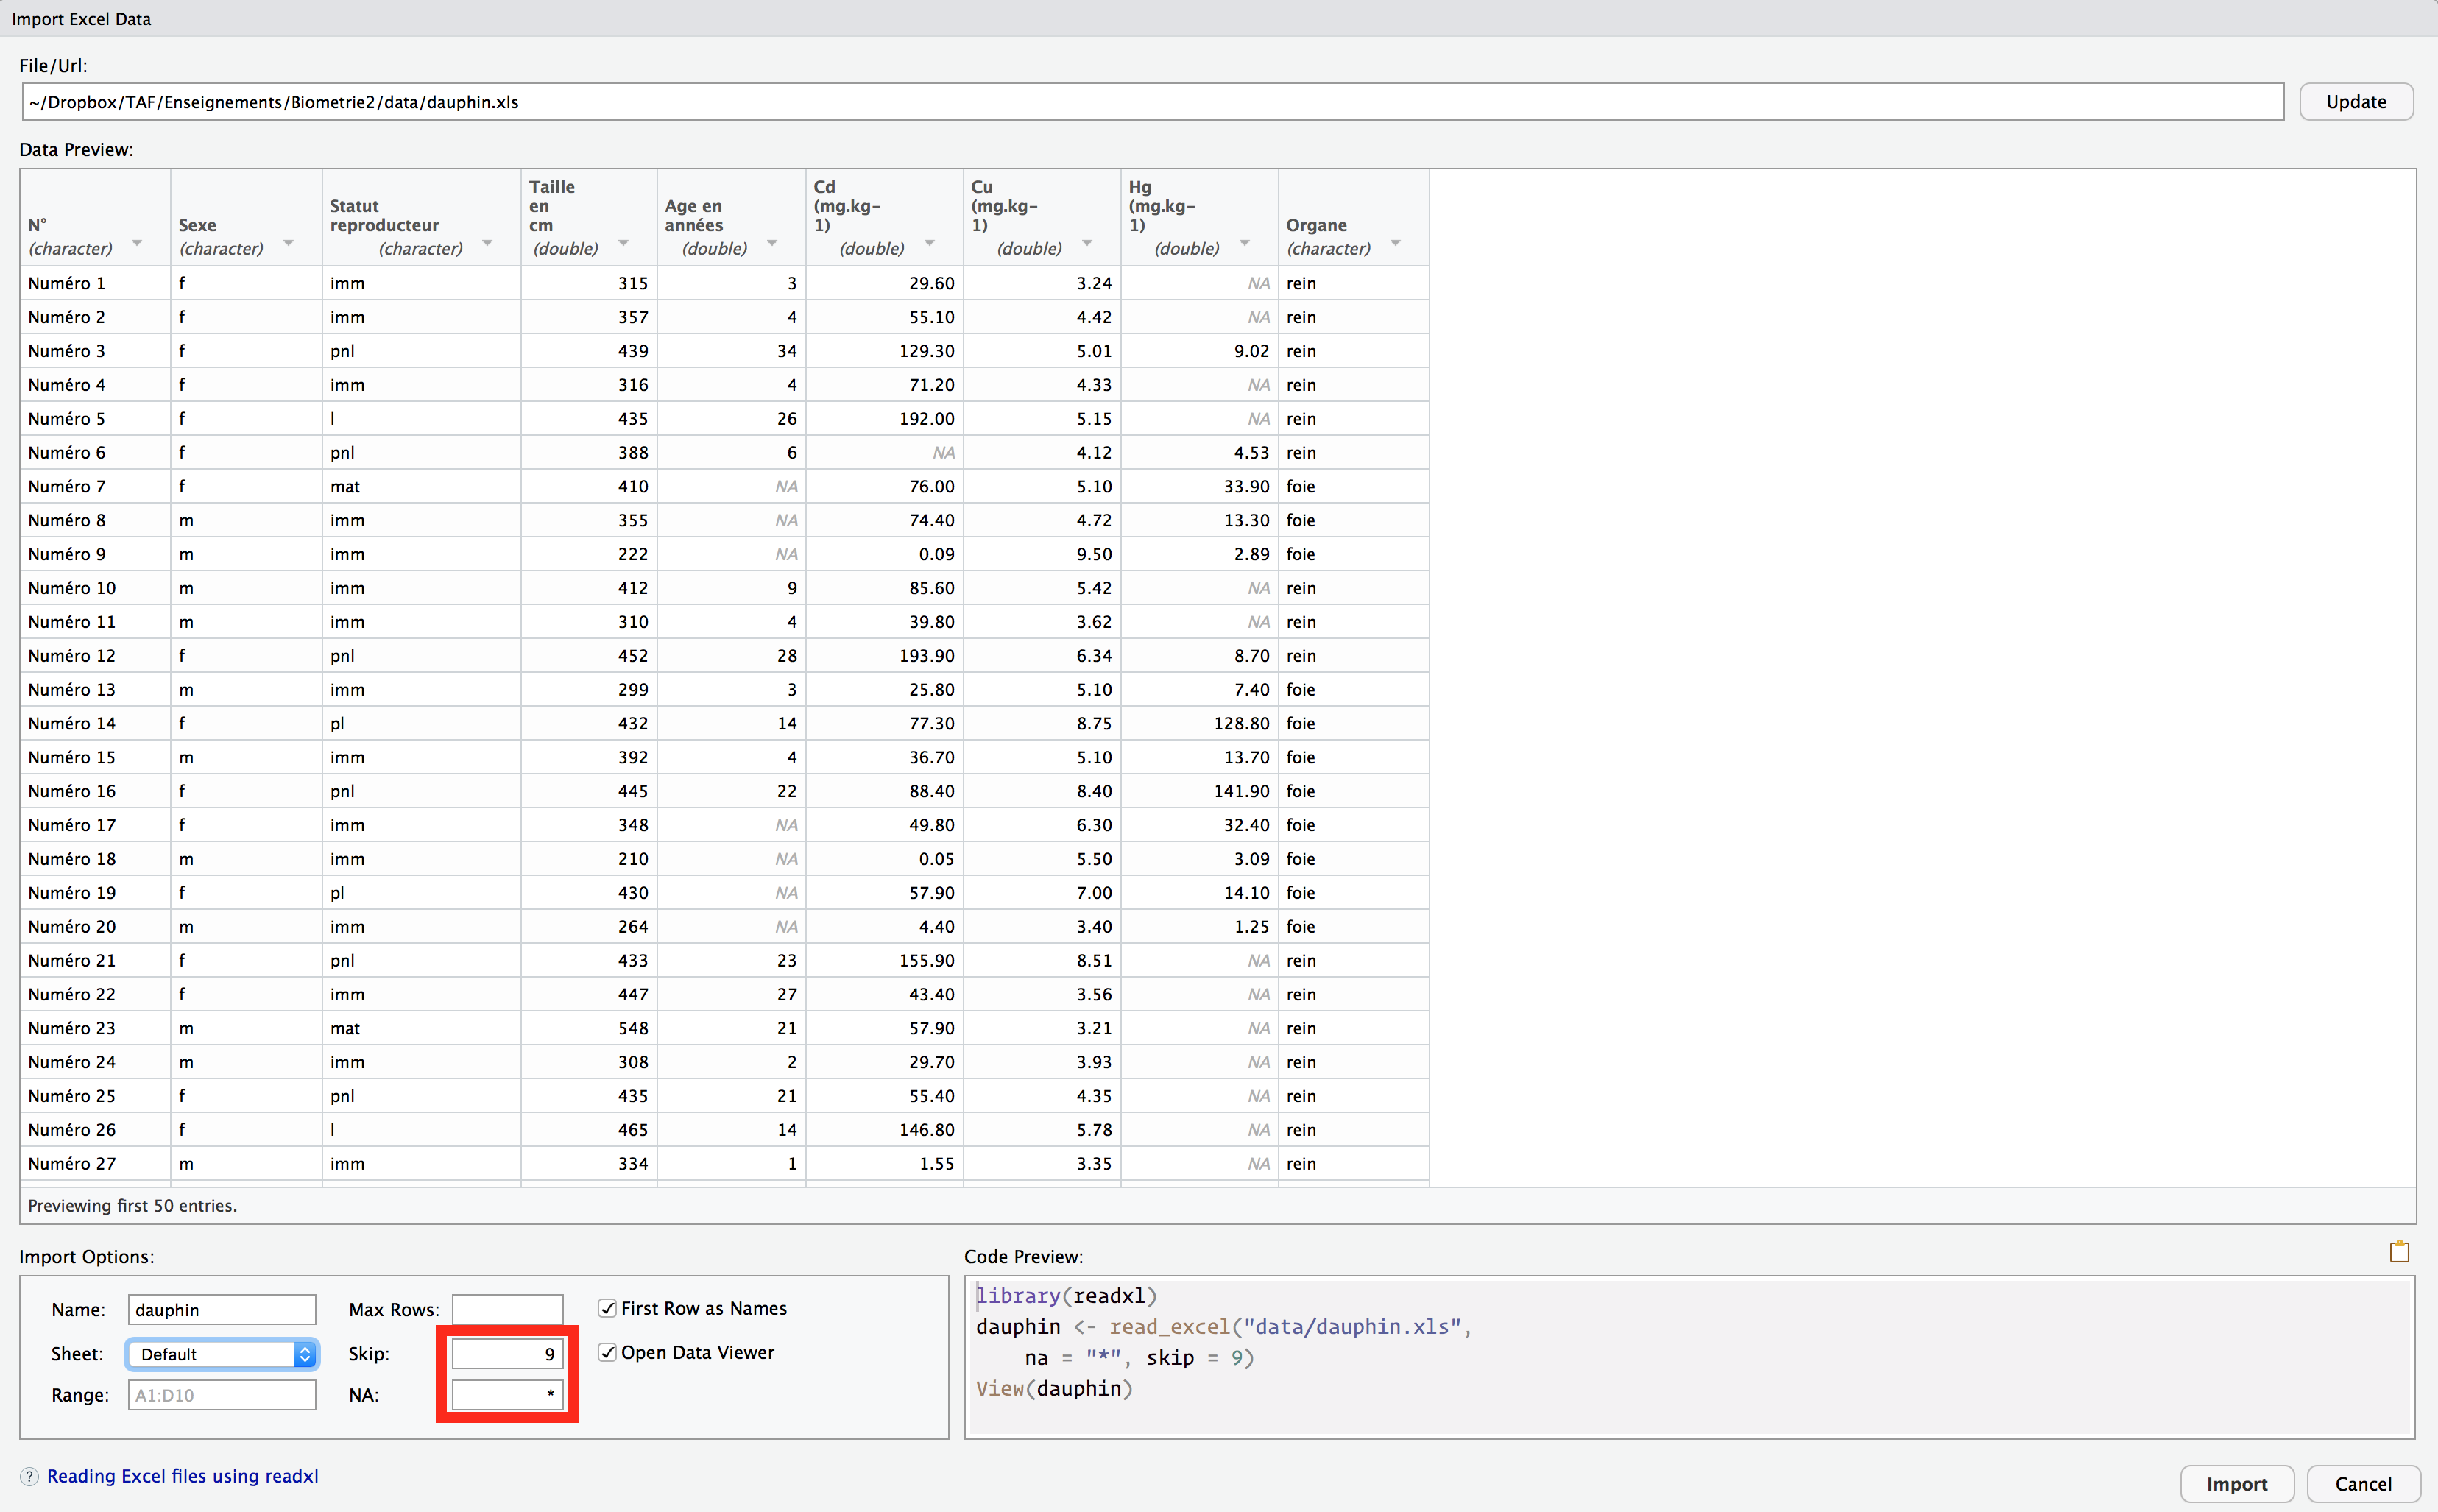 Import Excel Data
File/Url:
~/Dropbox/TAF/Enseignements/Biometrie2/data/dauphin.xls
Update
Data Preview:
N° (character) Sexe (character) Statut reproducteur (character) Taille en cm (double) Age en années (double) Cd (mg.kg-1) (double) Cu (mg.kg-1) (double) Hg (mg.kg-1) (double) Organe (character)
Numéro 1 f imm 315 3 29.60 3.24 NA rein
Numéro 2 f imm 357 4 55.10 4.42 NA rein
Numéro 3 f pnl 439 34 129.30 5.01 9.02 rein
Numéro 4 f imm 316 4 71.20 4.33 NA rein
Numéro 5 f l 435 26 192.00 5.15 NA rein
Numéro 6 f pnl 388 6 NA 4.12 4.53 rein
Numéro 7 f mat 410 NA 76.00 5.10 33.90 foie
Numéro 8 m imm 355 NA 74.40 4.72 13.30 foie
Numéro 9 m imm 222 NA 0.09 9.50 2.89 foie
Numéro 10 m imm 412 9 85.60 5.42 NA rein
Numéro 11 m imm 310 4 39.80 3.62 NA rein
Numéro 12 f pnl 452 28 193.90 6.34 8.70 rein
Numéro 13 m imm 299 3 25.80 5.10 7.40 foie
Numéro 14 f pl 432 14 77.30 8.75 128.80 foie
Numéro 15 m imm 392 4 36.70 5.10 13.70 foie
Numéro 16 f pnl 445 22 88.40 8.40 141.90 foie
Numéro 17 f imm 348 NA 49.80 6.30 32.40 foie
Numéro 18 m imm 210 NA 0.05 5.50 3.09 foie
Numéro 19 f pl 430 NA 57.90 7.00 14.10 foie
Numéro 20 m imm 264 NA 4.40 3.40 1.25 foie
Numéro 21 f pnl 433 23 155.90 8.51 NA rein
Numéro 22 f imm 447 27 43.40 3.56 NA rein
Numéro 23 m mat 548 21 57.90 3.21 NA rein
Numéro 24 m imm 308 2 29.70 3.93 NA rein
Numéro 25 f pnl 435 21 55.40 4.35 NA rein
Numéro 26 f l 465 14 146.80 5.78 NA rein
Numéro 27 m imm 334 1 1.55 3.35 NA rein
Previewing first 50 entries.
Import Options:
Name: dauphin Max Rows: First Row as Names
Sheet: Default Skip: 9 Open Data Viewer
Range: A1:D10 NA: *
Code Preview:
library(readxl)
dauphin <- read_excel("data/dauphin.xls",
na = "*", skip = 9)
View(dauphin)
? Reading Excel files using readxl
Import
Cancel